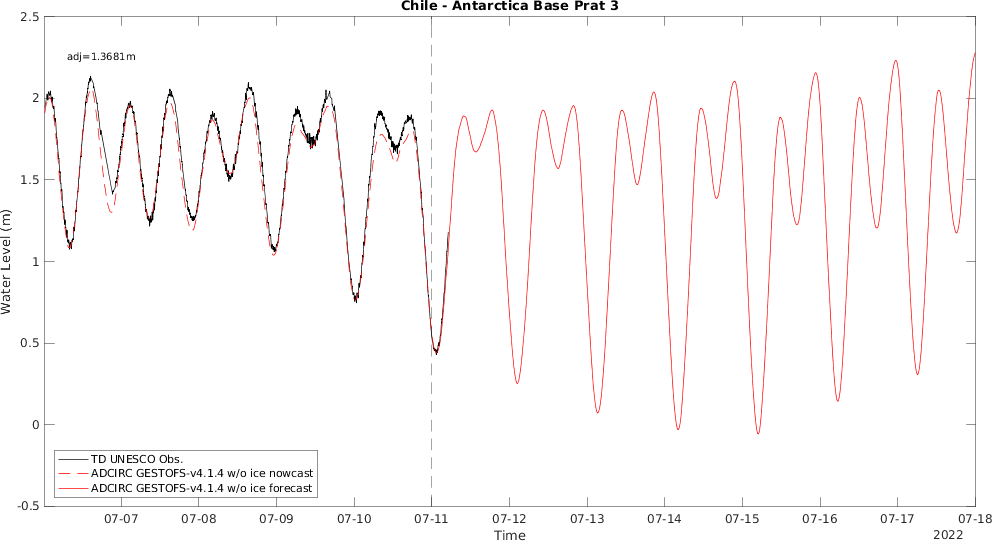 Chile - Antarctica Base Prat 3
2.5
adj=1.3681m
2
1.5
1
0.5
0
-0.5
Water Level (m)
TD UNESCO Obs.
ADCIRC GESTOFS-v4.1.4 w/o ice nowcast
ADCIRC GESTOFS-v4.1.4 w/o ice forecast
07-07 07-08 07-09 07-10 07-11 07-12 07-13 07-14 07-15 07-16 07-17 07-18
Time
2022